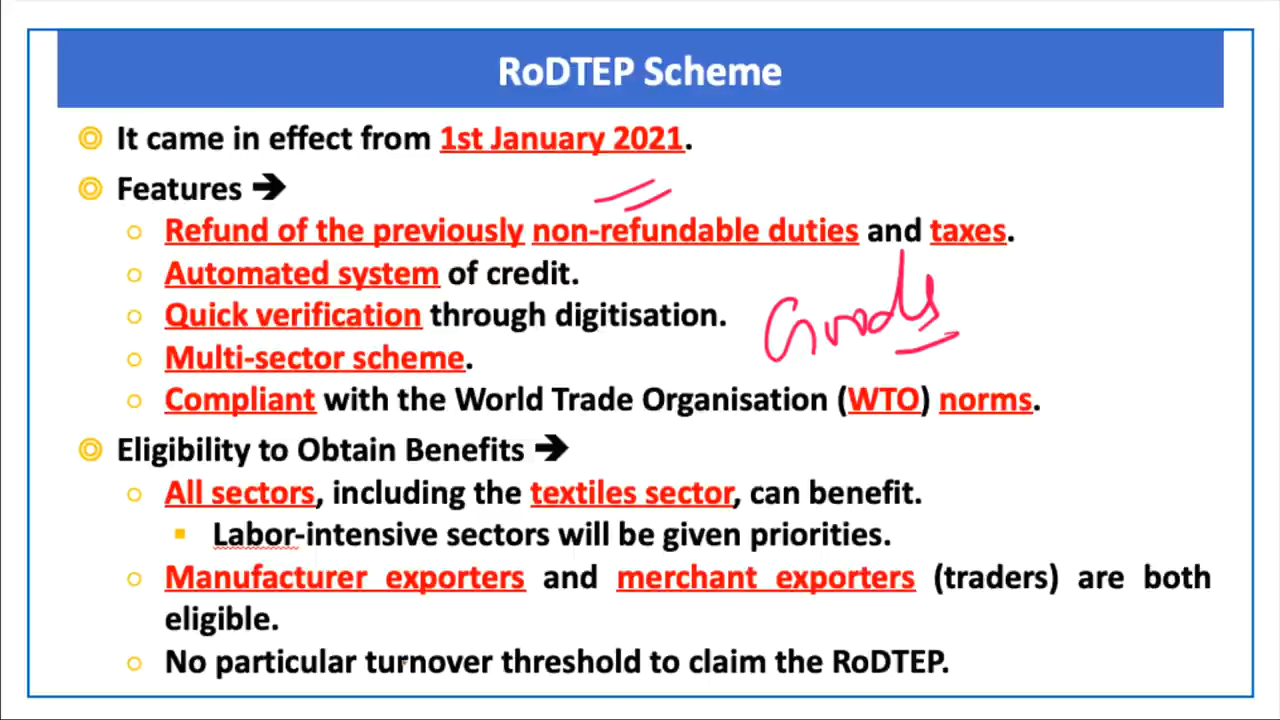 RoDTEP Scheme
It came in effect from 1st January 2021.
Features ➔
Refund of the previously non-refundable duties and taxes.
Automated system of credit.
Quick verification through digitisation.
Goods
Multi-sector scheme.
Compliant with the World Trade Organisation (WTO) norms.
Eligibility to Obtain Benefits ➔
All sectors, including the textiles sector, can benefit.
Labor-intensive sectors will be given priorities.
Manufacturer exporters and merchant exporters (traders) are both
eligible.
No particular turnover threshold to claim the RoDTEP.